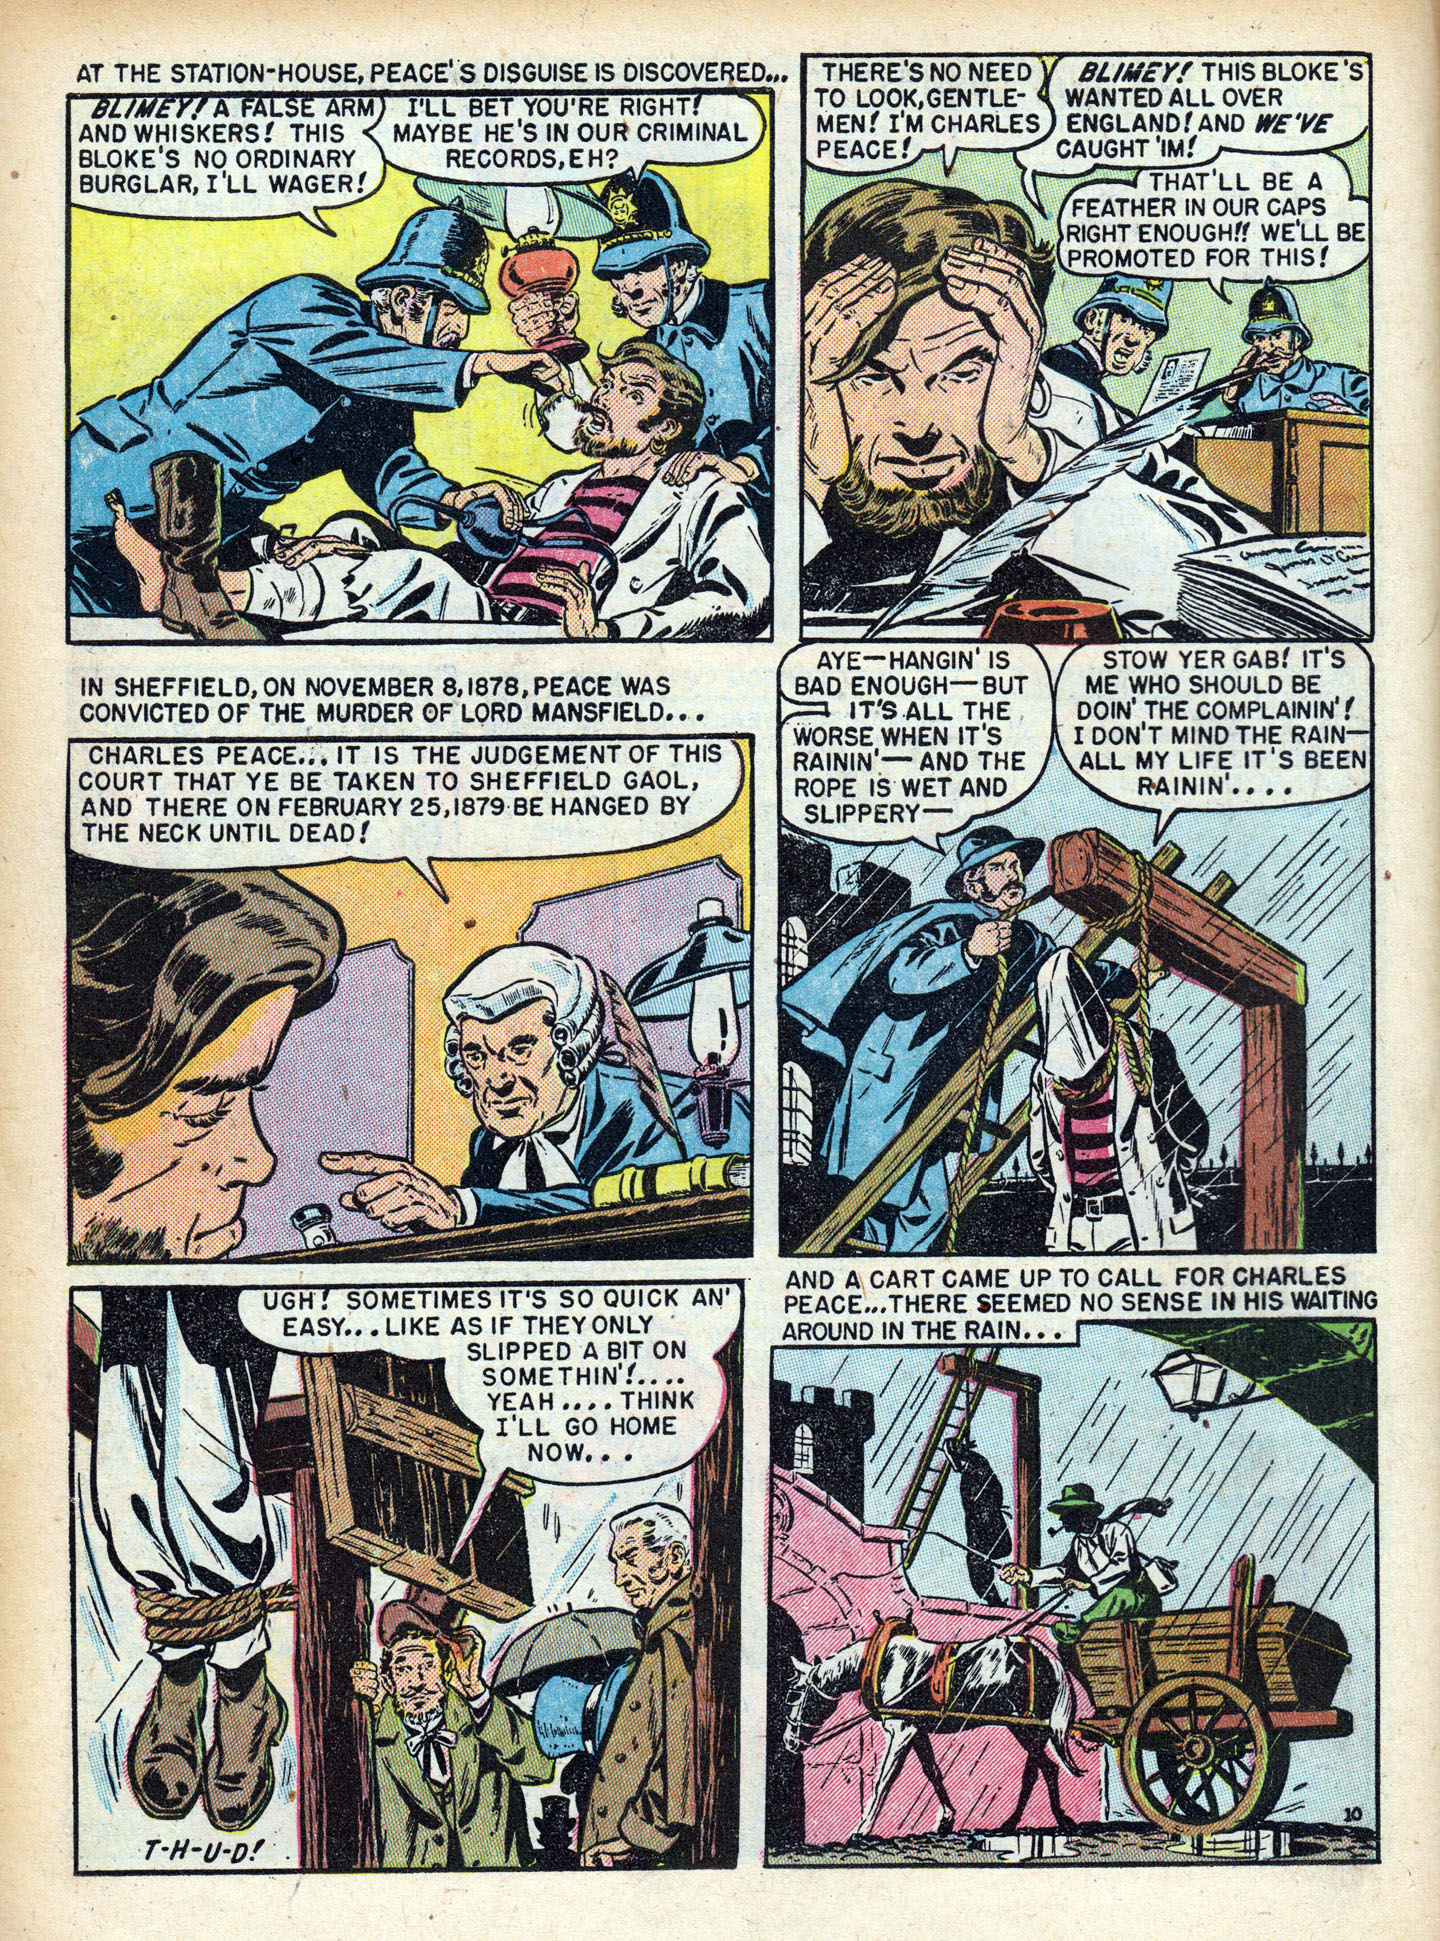 AT THE STATION-HOUSE, PEACE'S DISGUISE IS DISCOVERED...
BLIMEY! A FALSE ARM
AND WHISKERS! THIS
BLOKE'S NO ORDINARY
BURGLAR, I'LL WAGER!
I'LL BET YOU'RE RIGHT!
MAYBE HE'S IN OUR CRIMINAL
RECORDS, EH?
THERE'S NO NEED
TO LOOK, GENTLE-
MEN! I'M CHARLES
PEACE!
BLIMEY! THIS BLOKE'S
WANTED ALL OVER
ENGLAND! AND WE'VE
CAUGHT 'IM!
THAT'LL BE A
FEATHER IN OUR CAPS
RIGHT ENOUGH!! WE'LL BE
PROMOTED FOR THIS!
IN SHEFFIELD, ON NOVEMBER 8, 1878, PEACE WAS
CONVICTED OF THE MURDER OF LORD MANSFIELD...
CHARLES PEACE... IT IS THE JUDGEMENT OF THIS
COURT THAT YE BE TAKEN TO SHEFFIELD GAOL,
AND THERE ON FEBRUARY 25, 1879 BE HANGED BY
THE NECK UNTIL DEAD!
AYE—HANGIN' IS
BAD ENOUGH—BUT
IT'S ALL THE
WORSE WHEN IT'S
RAININ'—AND THE
ROPE IS WET AND
SLIPPERY—
STOW YER GAB! IT'S
ME WHO SHOULD BE
DOIN' THE COMPLAININ'!
I DON'T MIND THE RAIN—
ALL MY LIFE IT'S BEEN
RAININ'....
UGH! SOMETIMES IT'S SO QUICK AN'
EASY... LIKE AS IF THEY ONLY
SLIPPED A BIT ON
SOMETHIN'!....
YEAH.... THINK
I'LL GO HOME
NOW...
T-H-U-D!
AND A CART CAME UP TO CALL FOR CHARLES
PEACE... THERE SEEMED NO SENSE IN HIS WAITING
AROUND IN THE RAIN...
10